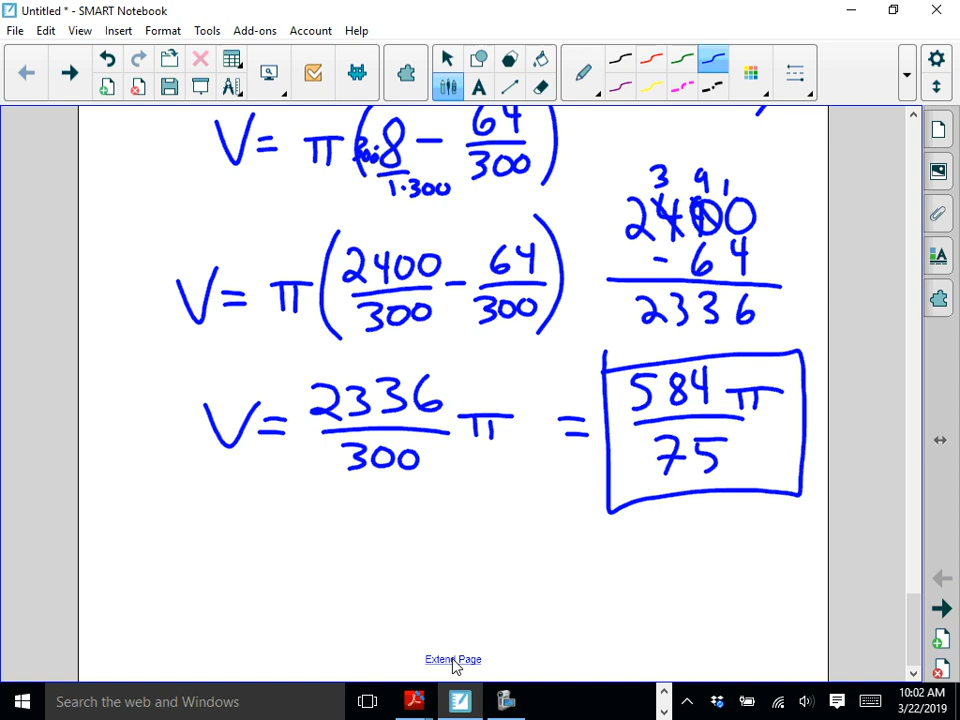 Untitled * - SMART Notebook
File Edit View Insert Format Tools Add-ons Account Help
V = π ( 300·8/1·300 − 64/300 )
3 9 1
2400
- 64
2336
V = π ( 2400/300 - 64/300 )
V = 2336/300 π = 584π/75
Extend Page
Search the web and Windows
10:02 AM
3/22/2019